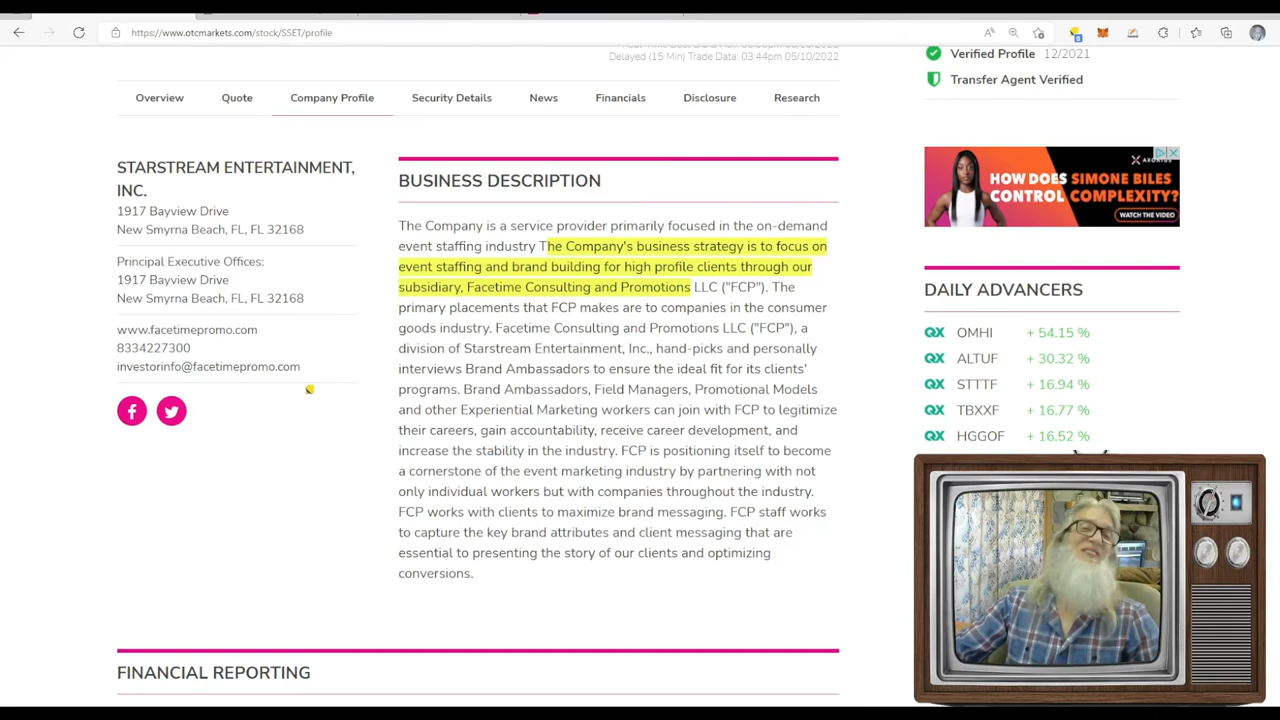 https://www.otcmarkets.com/stock/SSET/profile
Delayed (15 Min) Trade Data: 03:44pm 05/10/2022
Verified Profile 12/2021
Transfer Agent Verified
Overview Quote Company Profile Security Details News Financials Disclosure Research
STARSTREAM ENTERTAINMENT,
INC.
1917 Bayview Drive
New Smyrna Beach, FL, FL 32168
Principal Executive Offices:
1917 Bayview Drive
New Smyrna Beach, FL, FL 32168
www.facetimepromo.com
8334227300
investorinfo@facetimepromo.com
BUSINESS DESCRIPTION
The Company is a service provider primarily focused in the on-demand
event staffing industry The Company's business strategy is to focus on
event staffing and brand building for high profile clients through our
subsidiary, Facetime Consulting and Promotions LLC ("FCP"). The
primary placements that FCP makes are to companies in the consumer
goods industry. Facetime Consulting and Promotions LLC ("FCP"), a
division of Starstream Entertainment, Inc., hand-picks and personally
interviews Brand Ambassadors to ensure the ideal fit for its clients'
programs. Brand Ambassadors, Field Managers, Promotional Models
and other Experiential Marketing workers can join with FCP to legitimize
their careers, gain accountability, receive career development, and
increase the stability in the industry. FCP is positioning itself to become
a cornerstone of the event marketing industry by partnering with not
only individual workers but with companies throughout the industry.
FCP works with clients to maximize brand messaging. FCP staff works
to capture the key brand attributes and client messaging that are
essential to presenting the story of our clients and optimizing
conversions.
AXONIUS
HOW DOES SIMONE BILES
CONTROL COMPLEXITY?
WATCH THE VIDEO
DAILY ADVANCERS
QX OMHI + 54.15 %
QX ALTUF + 30.32 %
QX STTTF + 16.94 %
QX TBXXF + 16.77 %
QX HGGOF + 16.52 %
FINANCIAL REPORTING